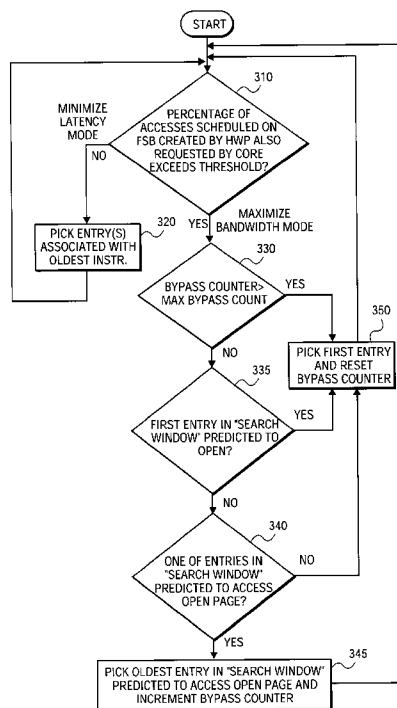 START
310
PERCENTAGE OF
ACCESSES SCHEDULED ON
FSB CREATED BY HWP ALSO
REQUESTED BY CORE
EXCEEDS THRESHOLD?
MINIMIZE
LATENCY
MODE
NO
320
PICK ENTRY(S)
ASSOCIATED WITH
OLDEST INSTR.
YES
MAXIMIZE
BANDWIDTH MODE
330
BYPASS COUNTER>
MAX BYPASS COUNT
YES
NO
350
PICK FIRST ENTRY
AND RESET
BYPASS COUNTER
335
FIRST ENTRY IN "SEARCH
WINDOW" PREDICTED TO
OPEN?
YES
NO
340
ONE OF ENTRIES IN
"SEARCH WINDOW"
PREDICTED TO ACCESS
OPEN PAGE?
NO
YES
345
PICK OLDEST ENTRY IN "SEARCH WINDOW"
PREDICTED TO ACCESS OPEN PAGE AND
INCREMENT BYPASS COUNTER